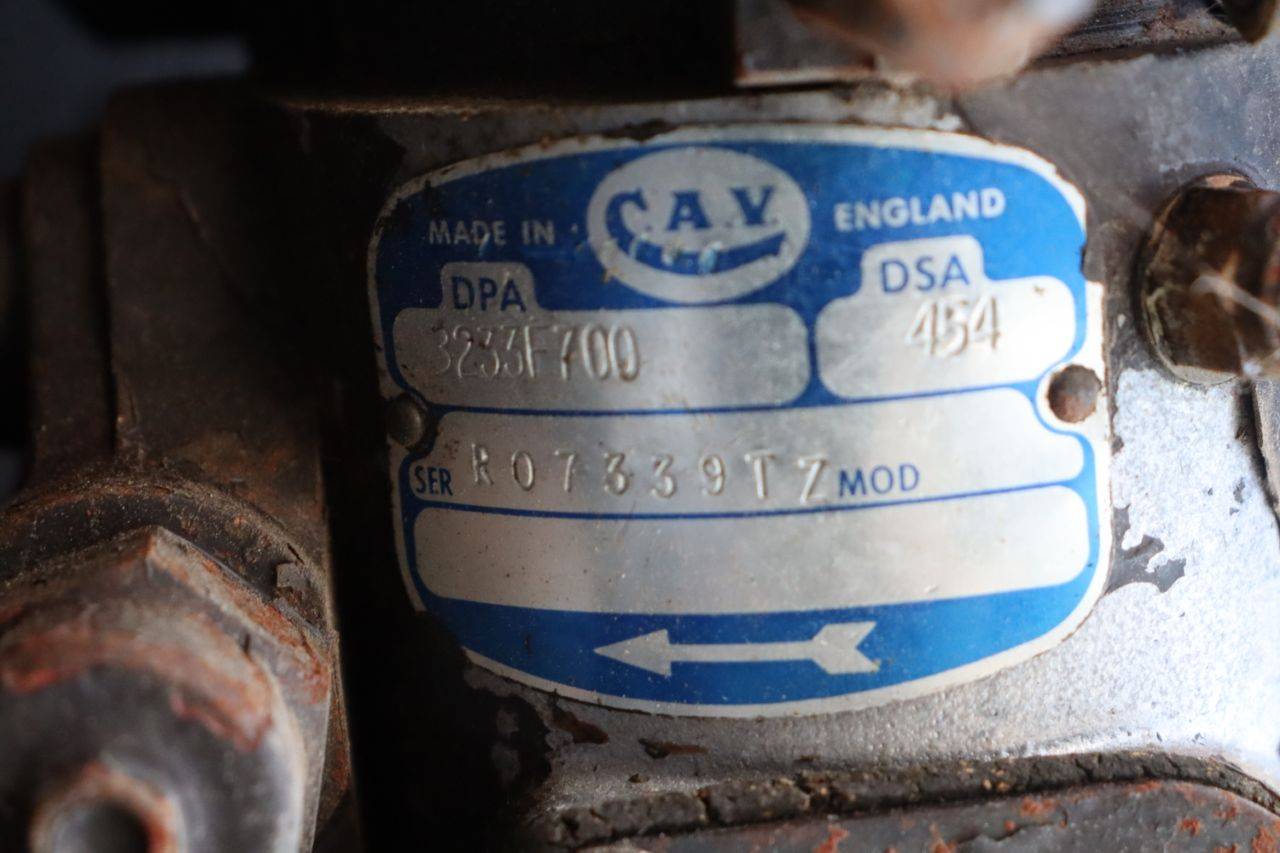 C.A.V.
MADE IN ENGLAND
DPA DSA
3233F700 454
SER R07339TZ MOD